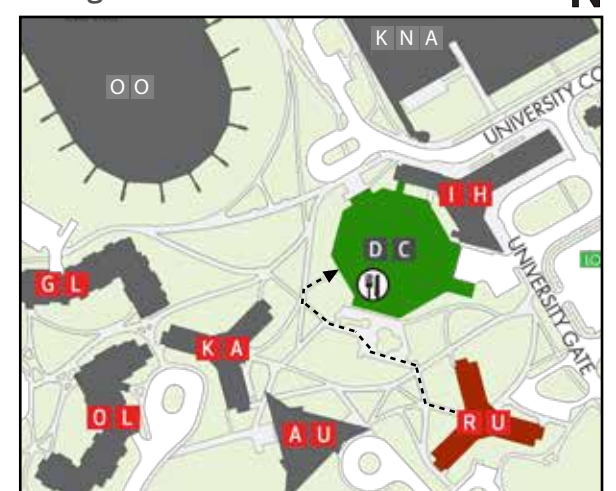 N
K N A
O O
UNIVERSITY CO
I H
D C
UNIVERSITY GATE
G L
K A
O L
A U
R U